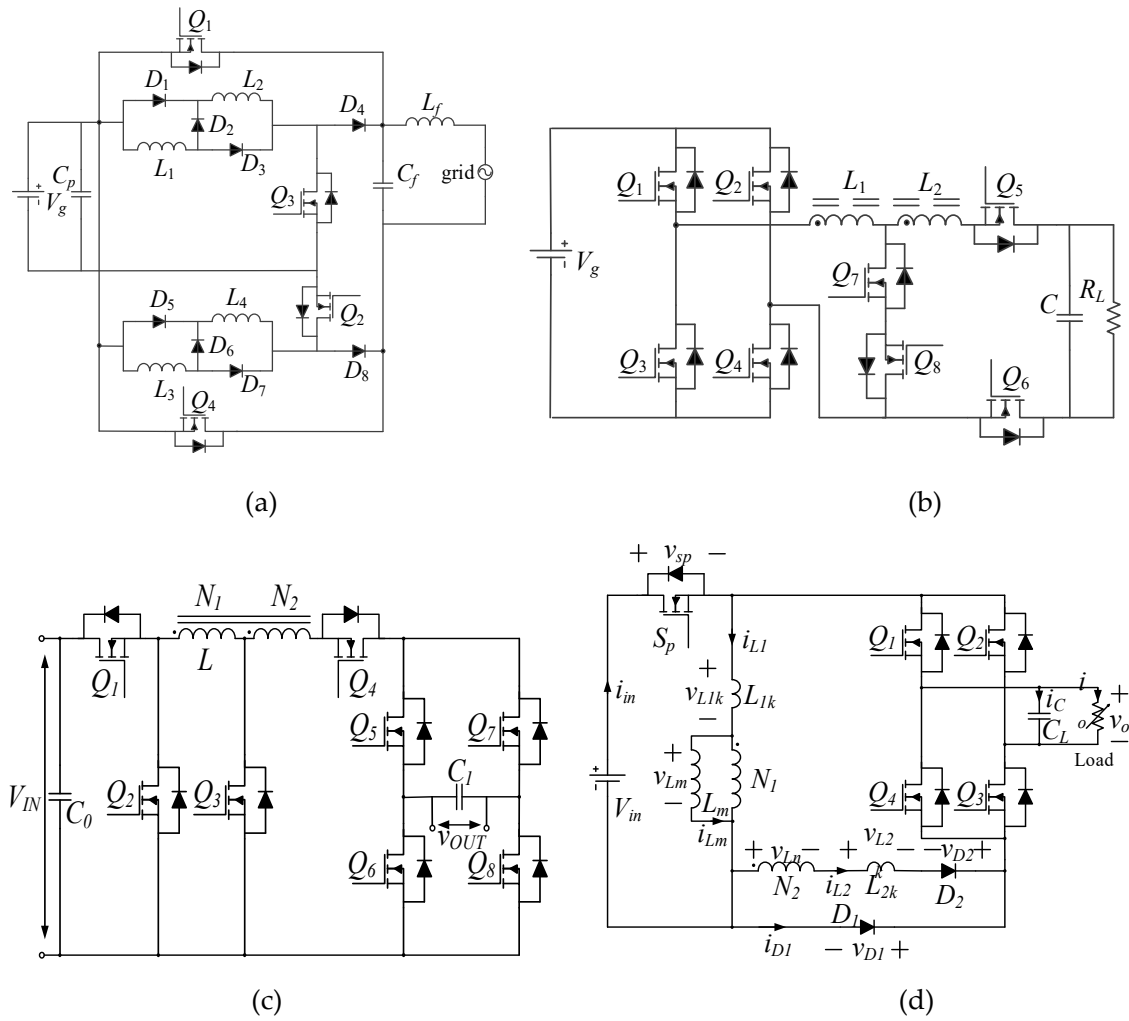 Q1
D1
L2
D4
Lf
D2
Cp
L1
D3
Cf
grid
Vg
Q3
D5
L4
Q2
D6
L3
D7
D8
Q4
(a)
Q1
Q2
L1
L2
Q5
Vg
Q7
RL
C
Q3
Q4
Q8
Q6
(b)
N1
N2
L
Q1
Q4
Q5
Q7
VIN
C0
Q2
Q3
C1
vOUT
Q6
Q8
(c)
+ vsp −
Sp
Q1
Q2
iL1
+
iin
vL1k
L1k
−
i
+
iC
o
vo
CL
−
Load
+
vLm
N1
−
Vin
Lm
iLm
Q4
Q3
vL2
+ vLn −
+ − − vD2 +
N2
iL2
L2k
D2
D1
iD1
− vD1 +
(d)